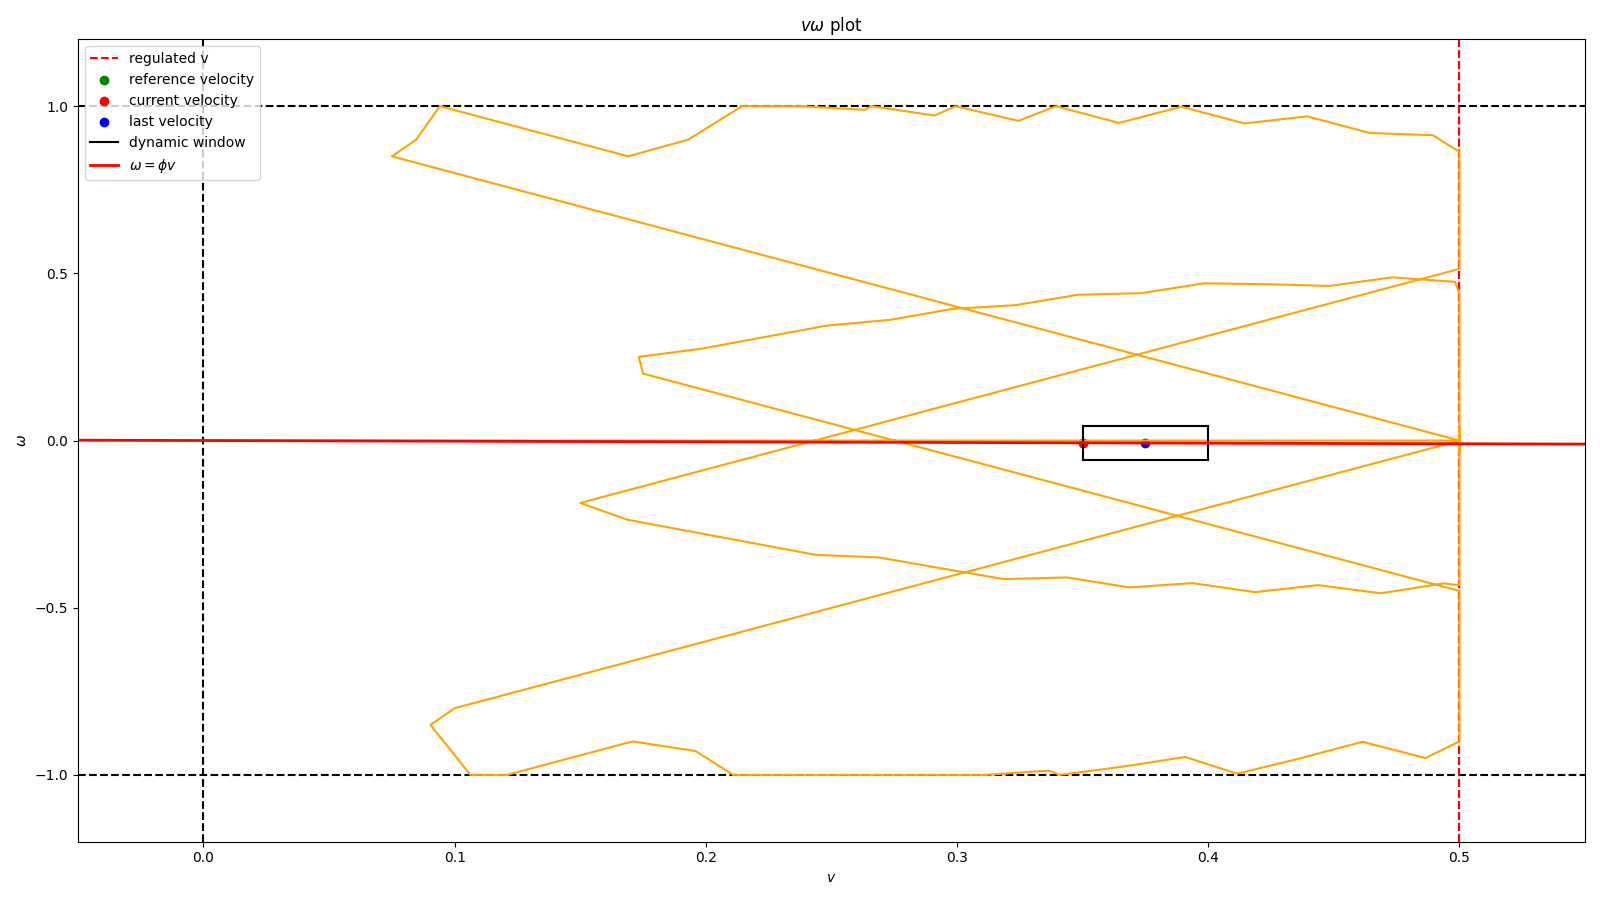 vω plot
regulated v
reference velocity
current velocity
last velocity
dynamic window
ω = ϕv
1.0
0.5
0.0
−0.5
−1.0
ω
0.0 0.1 0.2 0.3 0.4 0.5
v